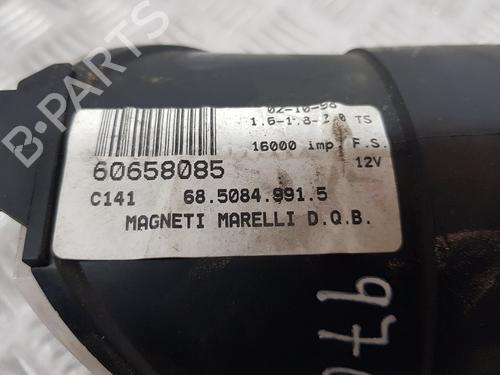 02-10-98
1.6-1.8-2.0 TS
16000 imp F.S.
12V
60658085
C141 68.5084.991.5
MAGNETI MARELLI D.Q.B.
B-PARTS